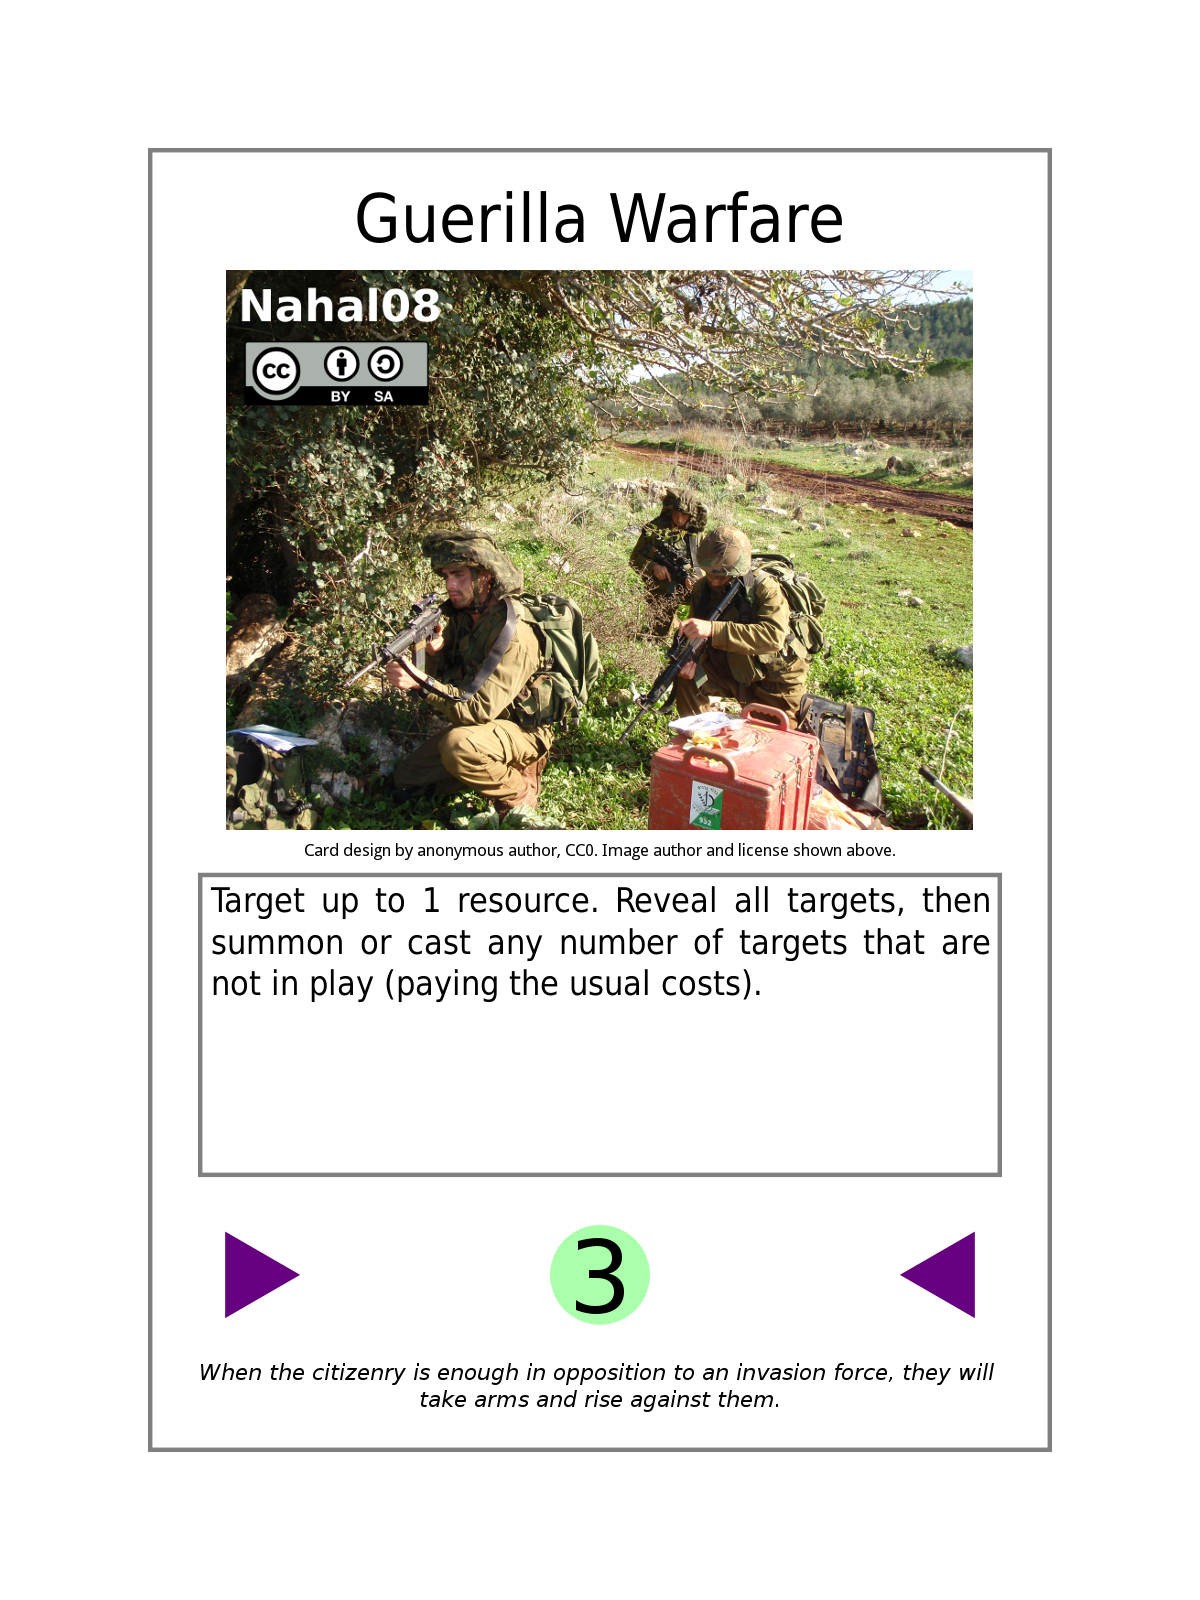 Guerilla Warfare
Nahal08
cc
BY SA
932
Card design by anonymous author, CC0. Image author and license shown above.
Target up to 1 resource. Reveal all targets, then
summon or cast any number of targets that are
not in play (paying the usual costs).
3
When the citizenry is enough in opposition to an invasion force, they will
take arms and rise against them.